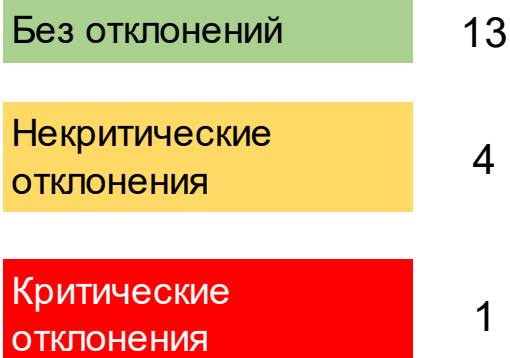 Без отклонений 13
Некритические
отклонения 4
Критические
отклонения 1